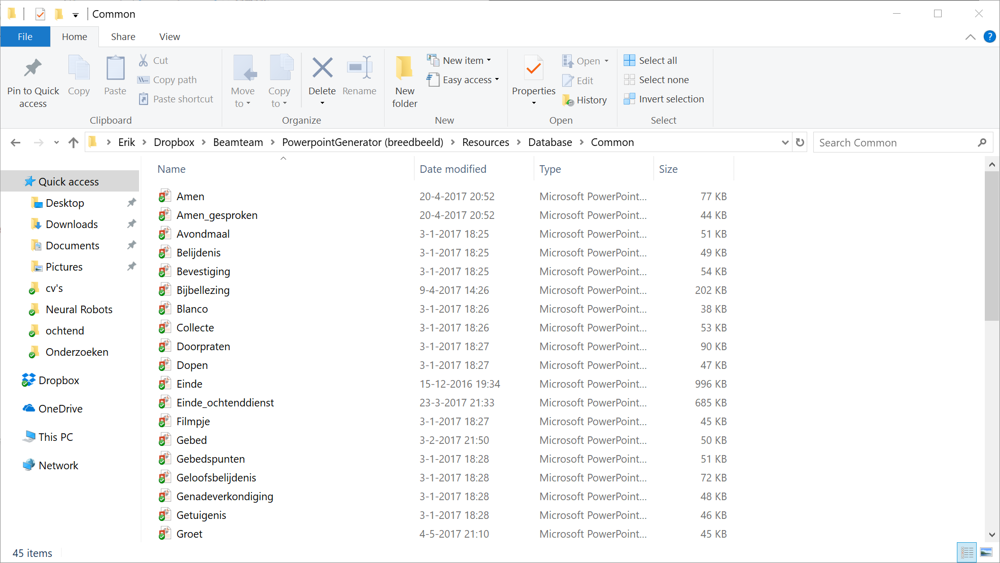 Common
File Home Share View
Pin to Quick access
Copy
Paste
Cut
Copy path
Paste shortcut
Clipboard
Move to
Copy to
Delete
Rename
Organize
New folder
New item
Easy access
New
Properties
Open
Edit
History
Open
Select all
Select none
Invert selection
Select
Erik Dropbox Beamteam PowerpointGenerator (breedbeeld) Resources Database Common
Search Common
Quick access
Desktop
Downloads
Documents
Pictures
cv's
Neural Robots
ochtend
Onderzoeken
Dropbox
OneDrive
This PC
Network
Name Date modified Type Size
Amen 20-4-2017 20:52 Microsoft PowerPoint... 77 KB
Amen_gesproken 20-4-2017 20:52 Microsoft PowerPoint... 44 KB
Avondmaal 3-1-2017 18:25 Microsoft PowerPoint... 51 KB
Belijdenis 3-1-2017 18:25 Microsoft PowerPoint... 49 KB
Bevestiging 3-1-2017 18:25 Microsoft PowerPoint... 54 KB
Bijbellezing 9-4-2017 14:26 Microsoft PowerPoint... 202 KB
Blanco 3-1-2017 18:26 Microsoft PowerPoint... 38 KB
Collecte 3-1-2017 18:26 Microsoft PowerPoint... 53 KB
Doorpraten 3-1-2017 18:27 Microsoft PowerPoint... 90 KB
Dopen 3-1-2017 18:27 Microsoft PowerPoint... 47 KB
Einde 15-12-2016 19:34 Microsoft PowerPoint... 996 KB
Einde_ochtenddienst 23-3-2017 21:33 Microsoft PowerPoint... 685 KB
Filmpje 3-1-2017 18:27 Microsoft PowerPoint... 45 KB
Gebed 3-2-2017 21:50 Microsoft PowerPoint... 50 KB
Gebedspunten 3-1-2017 18:28 Microsoft PowerPoint... 51 KB
Geloofsbelijdenis 3-1-2017 18:28 Microsoft PowerPoint... 72 KB
Genadeverkondiging 3-1-2017 18:28 Microsoft PowerPoint... 48 KB
Getuigenis 3-1-2017 18:28 Microsoft PowerPoint... 46 KB
Groet 4-5-2017 21:10 Microsoft PowerPoint... 45 KB
45 items